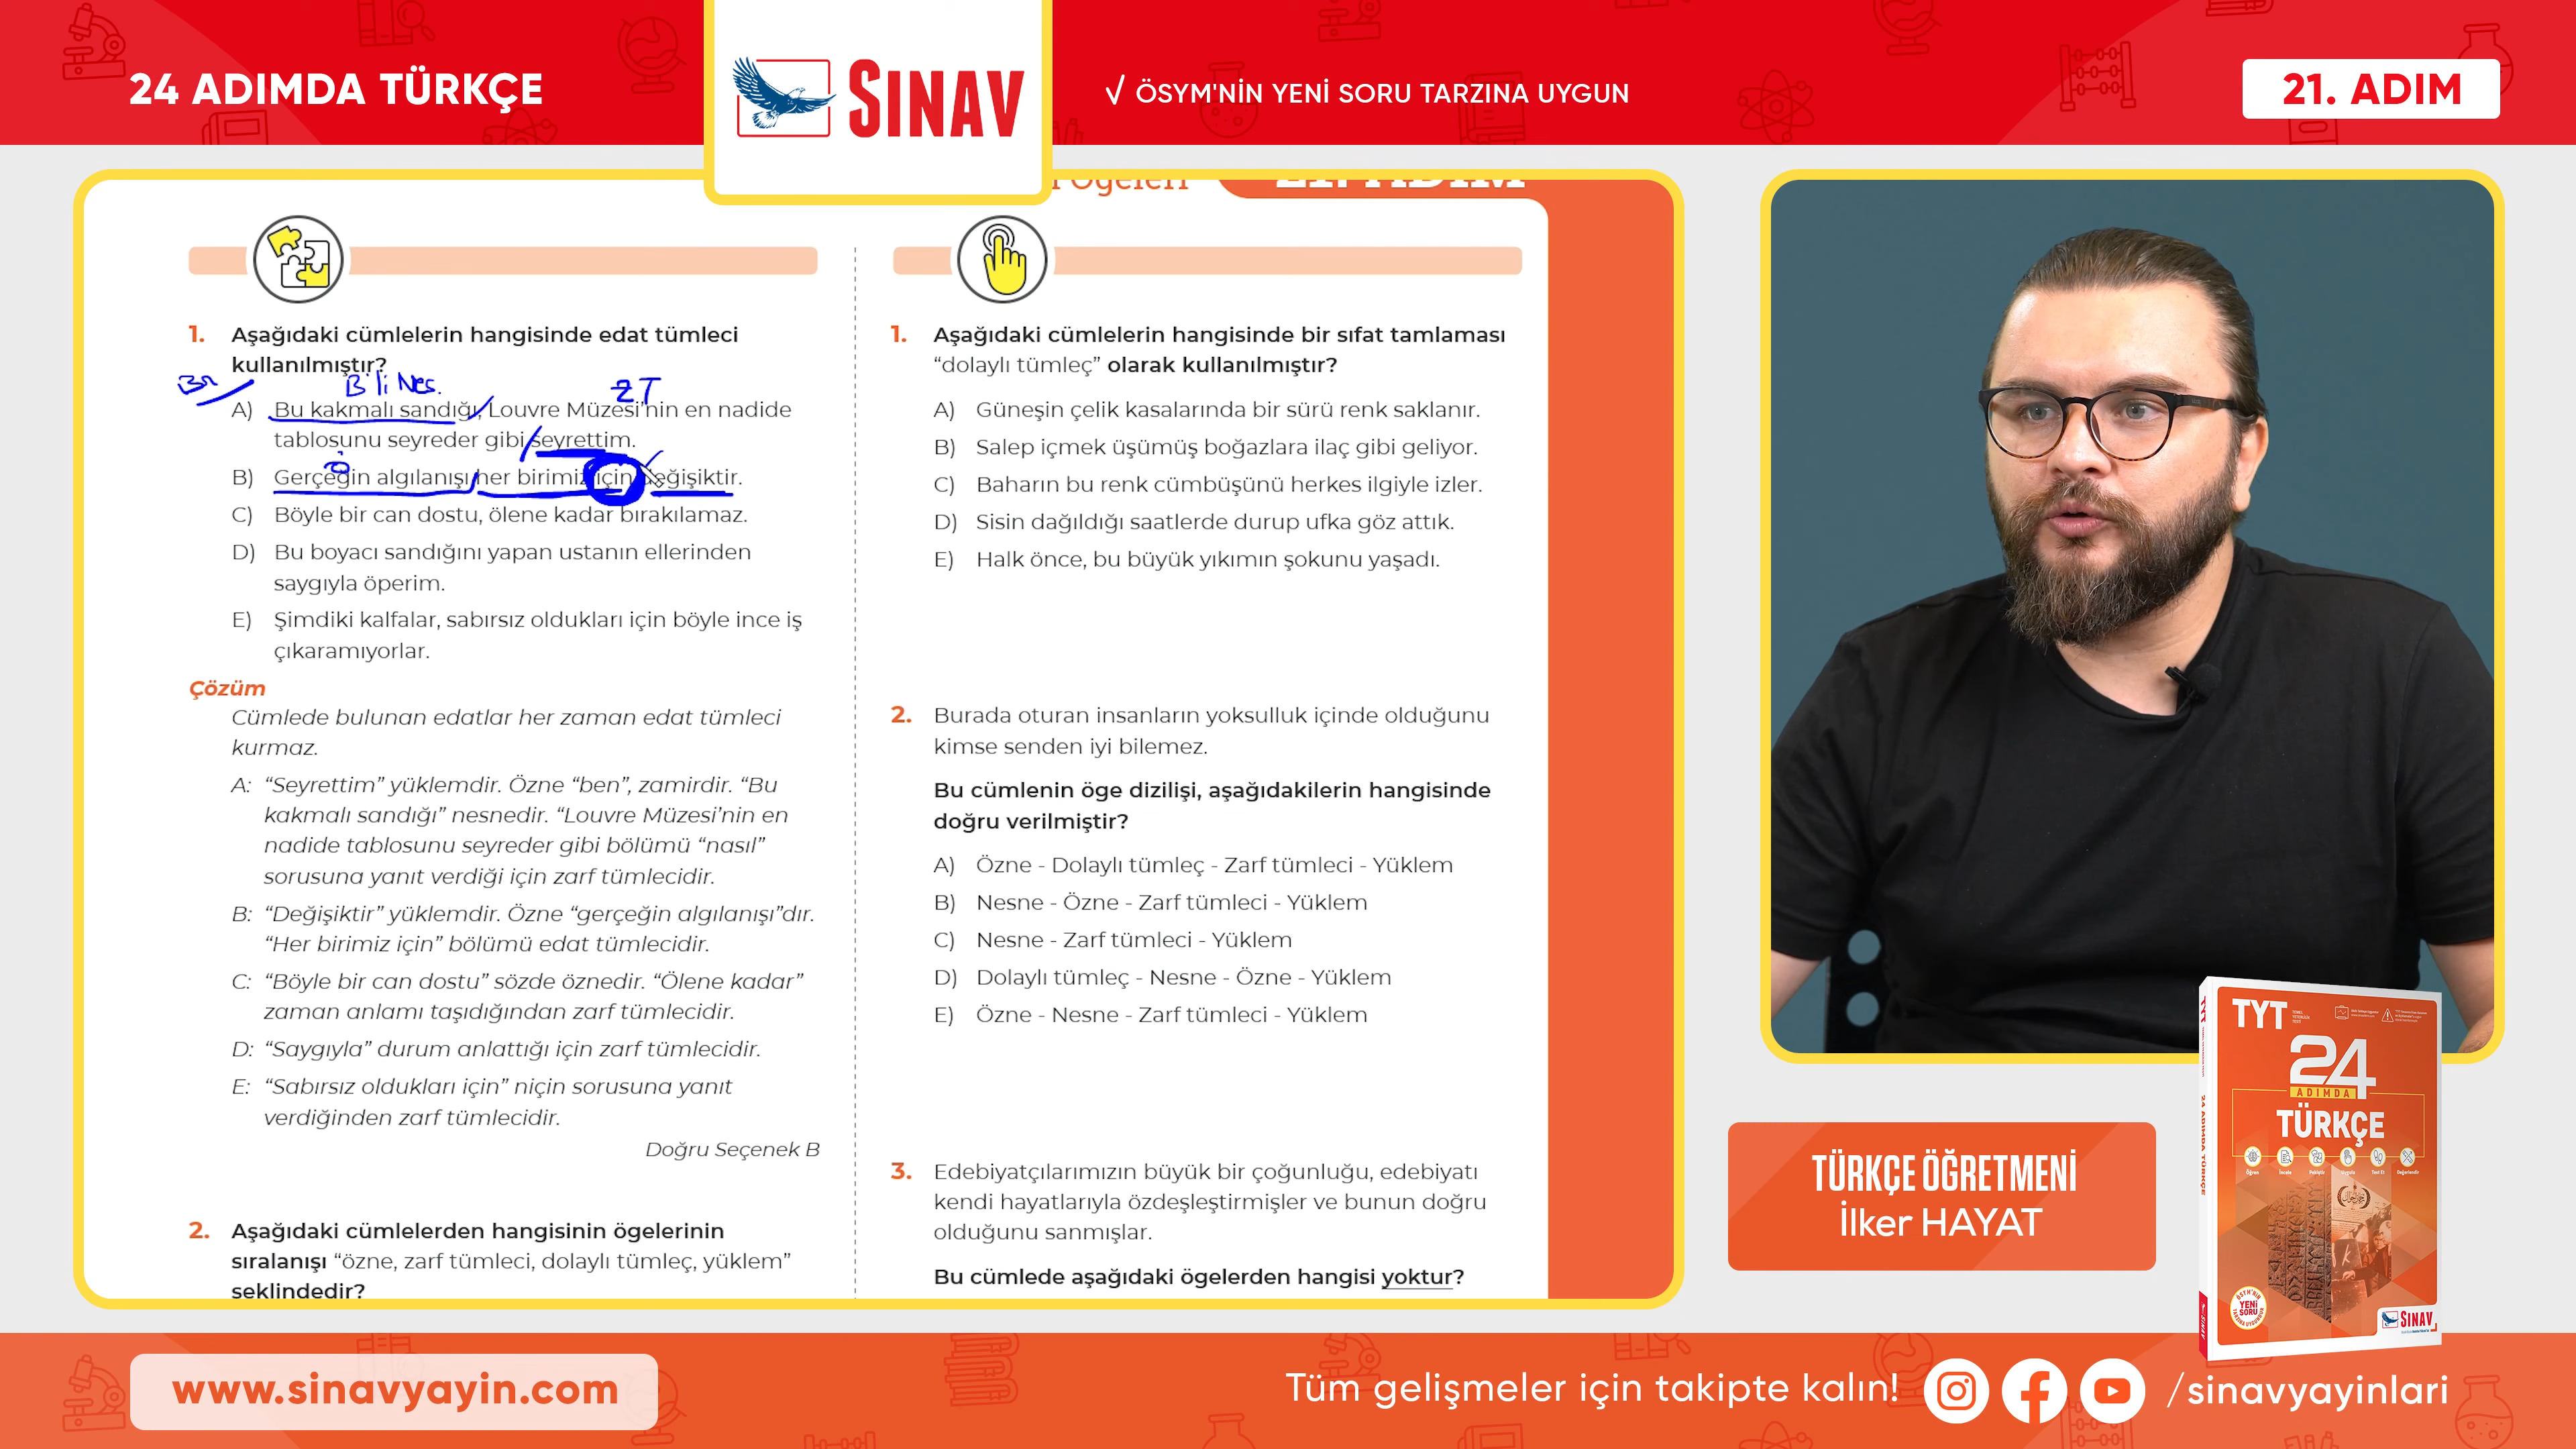 24 ADIMDA TÜRKÇE
SINAV
√ ÖSYM'NİN YENİ SORU TARZINA UYGUN
21. ADIM
1. Aşağıdaki cümlelerin hangisinde edat tümleci
kullanılmıştır?
Bli Nes.
ZT
A) Bu kakmalı sandığı, Louvre Müzesi'nin en nadide
tablosunu seyreder gibi seyrettim.
Ö
B) Gerçeğin algılanışı her birimiz için değişiktir.
C) Böyle bir can dostu, ölene kadar bırakılamaz.
D) Bu boyacı sandığını yapan ustanın ellerinden
saygıyla öperim.
E) Şimdiki kalfalar, sabırsız oldukları için böyle ince iş
çıkaramıyorlar.
Çözüm
Cümlede bulunan edatlar her zaman edat tümleci
kurmaz.
A: “Seyrettim” yüklemdir. Özne “ben”, zamirdir. “Bu
kakmalı sandığı” nesnedir. “Louvre Müzesi’nin en
nadide tablosunu seyreder gibi bölümü “nasıl”
sorusuna yanıt verdiği için zarf tümlecidir.
B: “Değişiktir” yüklemdir. Özne “gerçeğin algılanışı”dır.
“Her birimiz için” bölümü edat tümlecidir.
C: “Böyle bir can dostu” sözde öznedir. “Ölene kadar”
zaman anlamı taşıdığından zarf tümlecidir.
D: “Saygıyla” durum anlattığı için zarf tümlecidir.
E: “Sabırsız oldukları için” niçin sorusuna yanıt
verdiğinden zarf tümlecidir.
Doğru Seçenek B
2. Aşağıdaki cümlelerden hangisinin ögelerinin
sıralanışı “özne, zarf tümleci, dolaylı tümleç, yüklem”
şeklindedir?
1. Aşağıdaki cümlelerin hangisinde bir sıfat tamlaması
“dolaylı tümleç” olarak kullanılmıştır?
A) Güneşin çelik kasalarında bir sürü renk saklanır.
B) Salep içmek üşümüş boğazlara ilaç gibi geliyor.
C) Baharın bu renk cümbüşünü herkes ilgiyle izler.
D) Sisin dağıldığı saatlerde durup ufka göz attık.
E) Halk önce, bu büyük yıkımın şokunu yaşadı.
2. Burada oturan insanların yoksulluk içinde olduğunu
kimse senden iyi bilemez.
Bu cümlenin öge dizilişi, aşağıdakilerin hangisinde
doğru verilmiştir?
A) Özne - Dolaylı tümleç - Zarf tümleci - Yüklem
B) Nesne - Özne - Zarf tümleci - Yüklem
C) Nesne - Zarf tümleci - Yüklem
D) Dolaylı tümleç - Nesne - Özne - Yüklem
E) Özne - Nesne - Zarf tümleci - Yüklem
3. Edebiyatçılarımızın büyük bir çoğunluğu, edebiyatı
kendi hayatlarıyla özdeşleştirmişler ve bunun doğru
olduğunu sanmışlar.
Bu cümlede aşağıdaki ögelerden hangisi yoktur?
TÜRKÇE ÖĞRETMENİ
İlker HAYAT
TYT
24
ADIMDA
TÜRKÇE
YENİ
SORU
SINAV
www.sinavyayin.com
Tüm gelişmeler için takipte kalın!
/sinavyayinlari